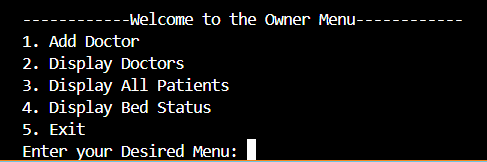 ------------Welcome to the Owner Menu------------
1. Add Doctor
2. Display Doctors
3. Display All Patients
4. Display Bed Status
5. Exit
Enter your Desired Menu: